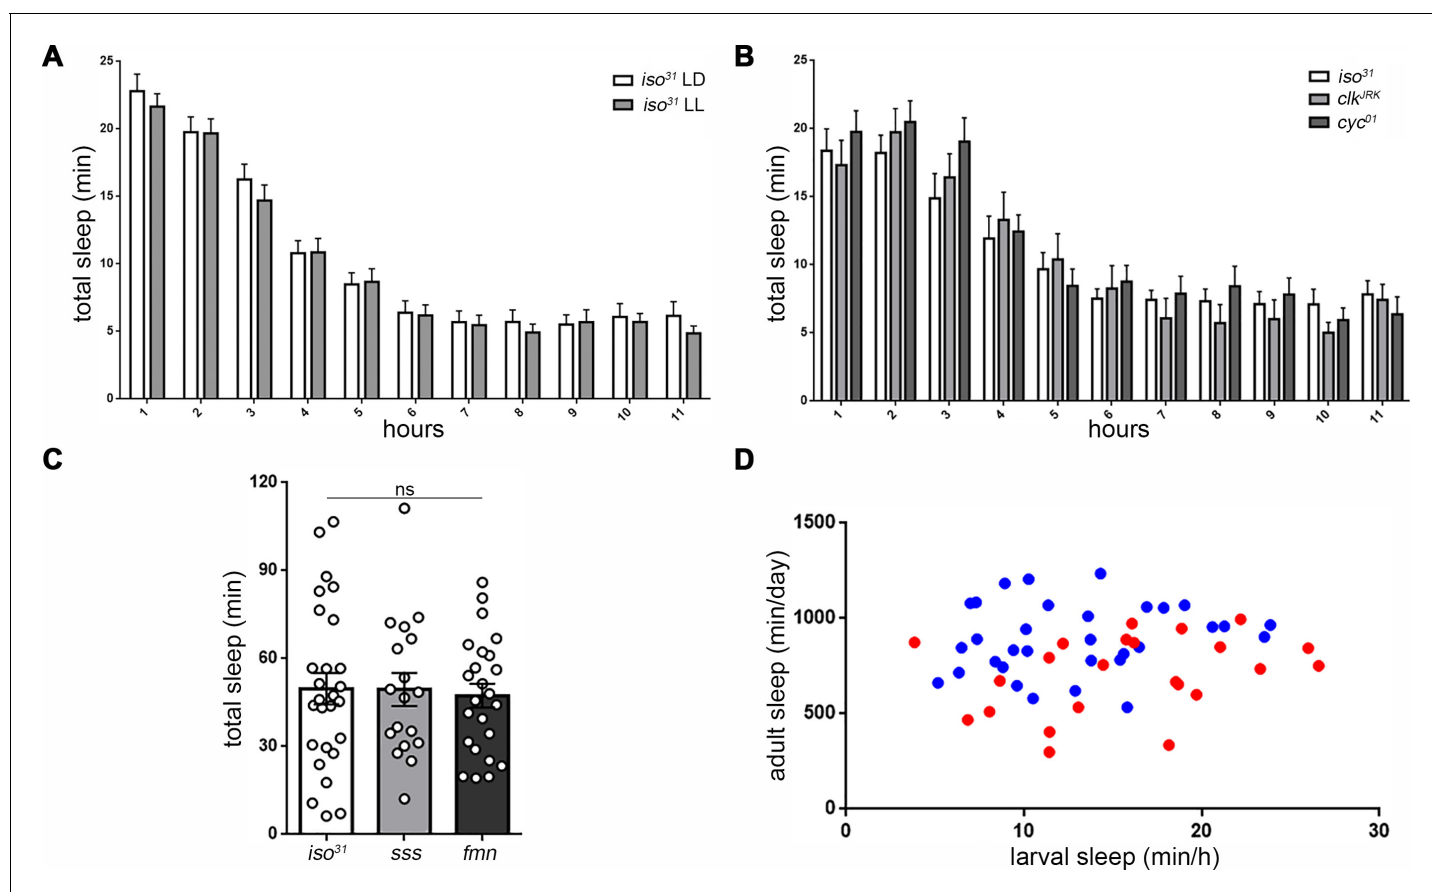 A
25
20
15
10
5
0
total sleep (min)
iso³¹ LD
iso³¹ LL
1 2 3 4 5 6 7 8 9 10 11
hours
B
25
20
15
10
5
0
total sleep (min)
iso³¹
clkᴶᴿᴷ
cyc⁰¹
1 2 3 4 5 6 7 8 9 10 11
hours
C
120
90
60
30
0
total sleep (min)
ns
iso³¹ sss fmn
D
1500
1000
500
0
adult sleep (min/day)
0 10 20 30
larval sleep (min/h)